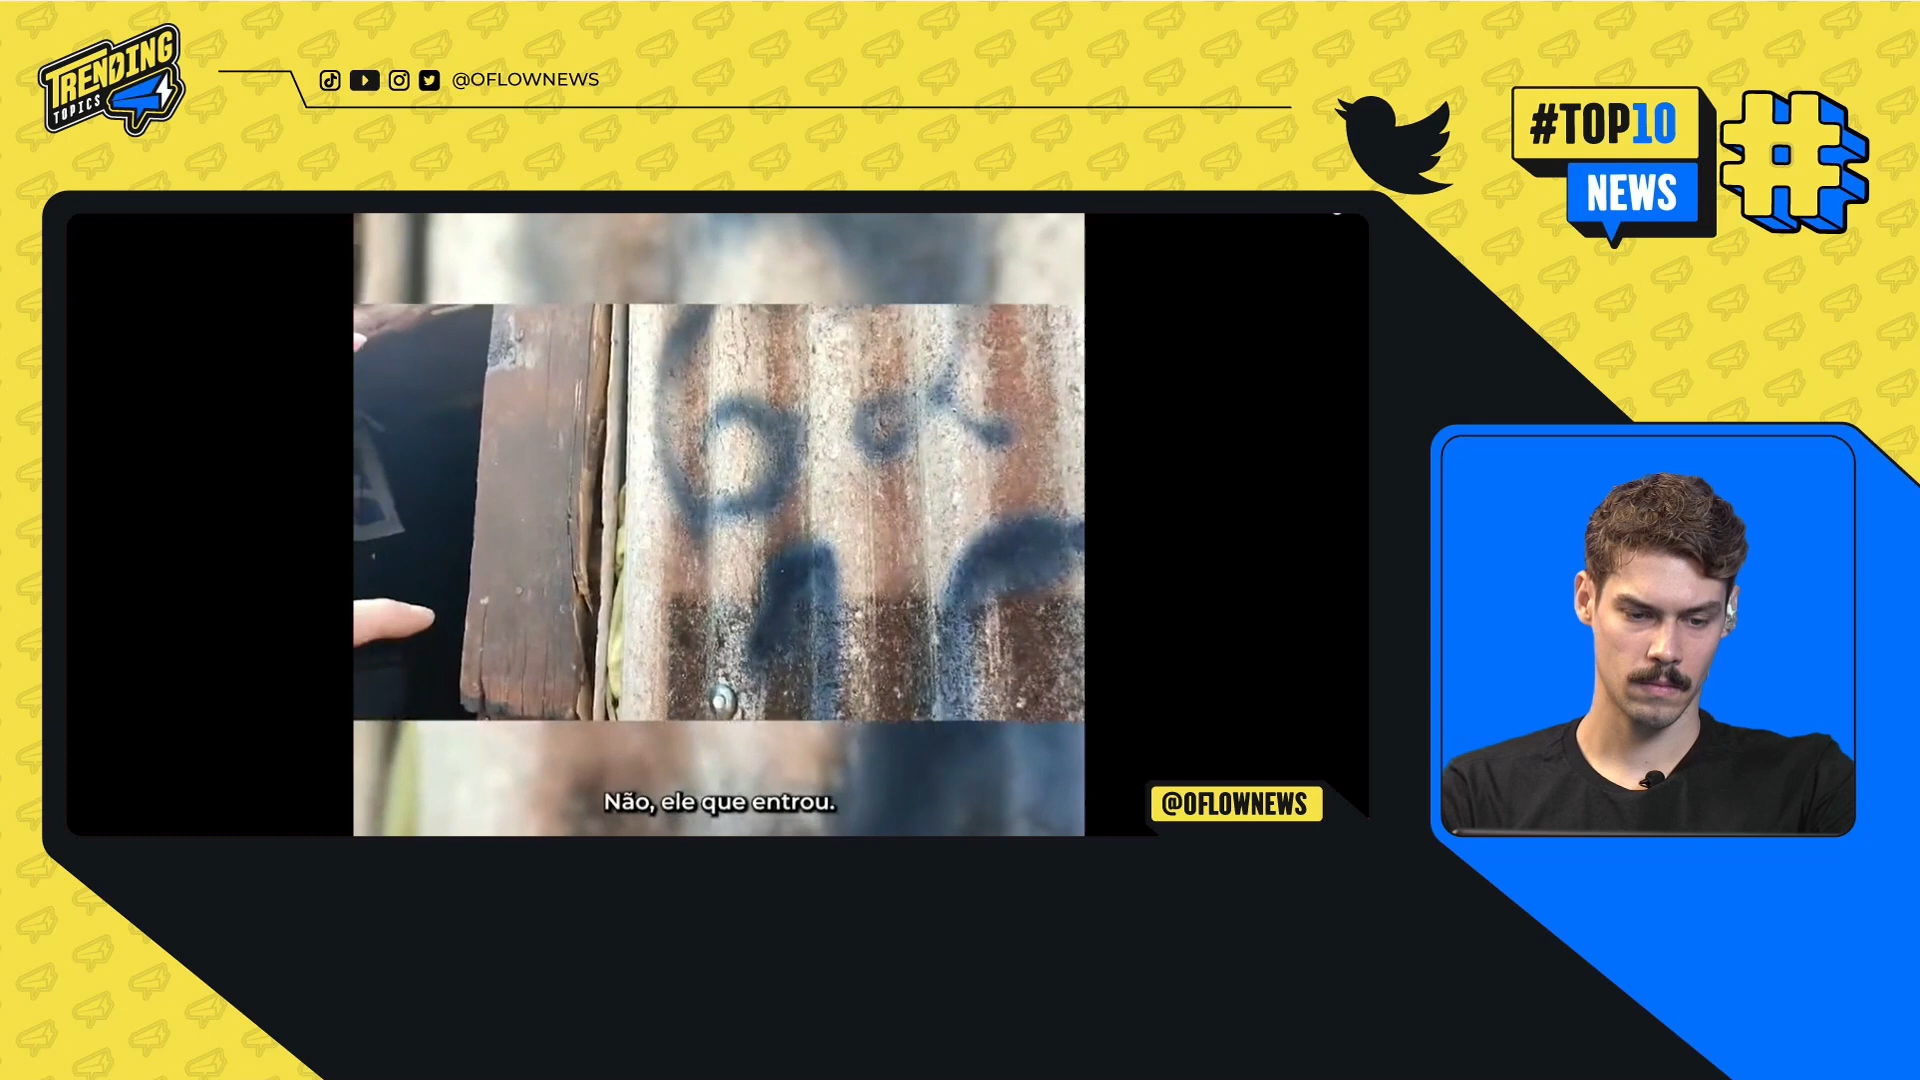 TRENDING
TOPICS
@OFLOWNEWS
#TOP10
NEWS
#
Não, ele que entrou.
@OFLOWNEWS